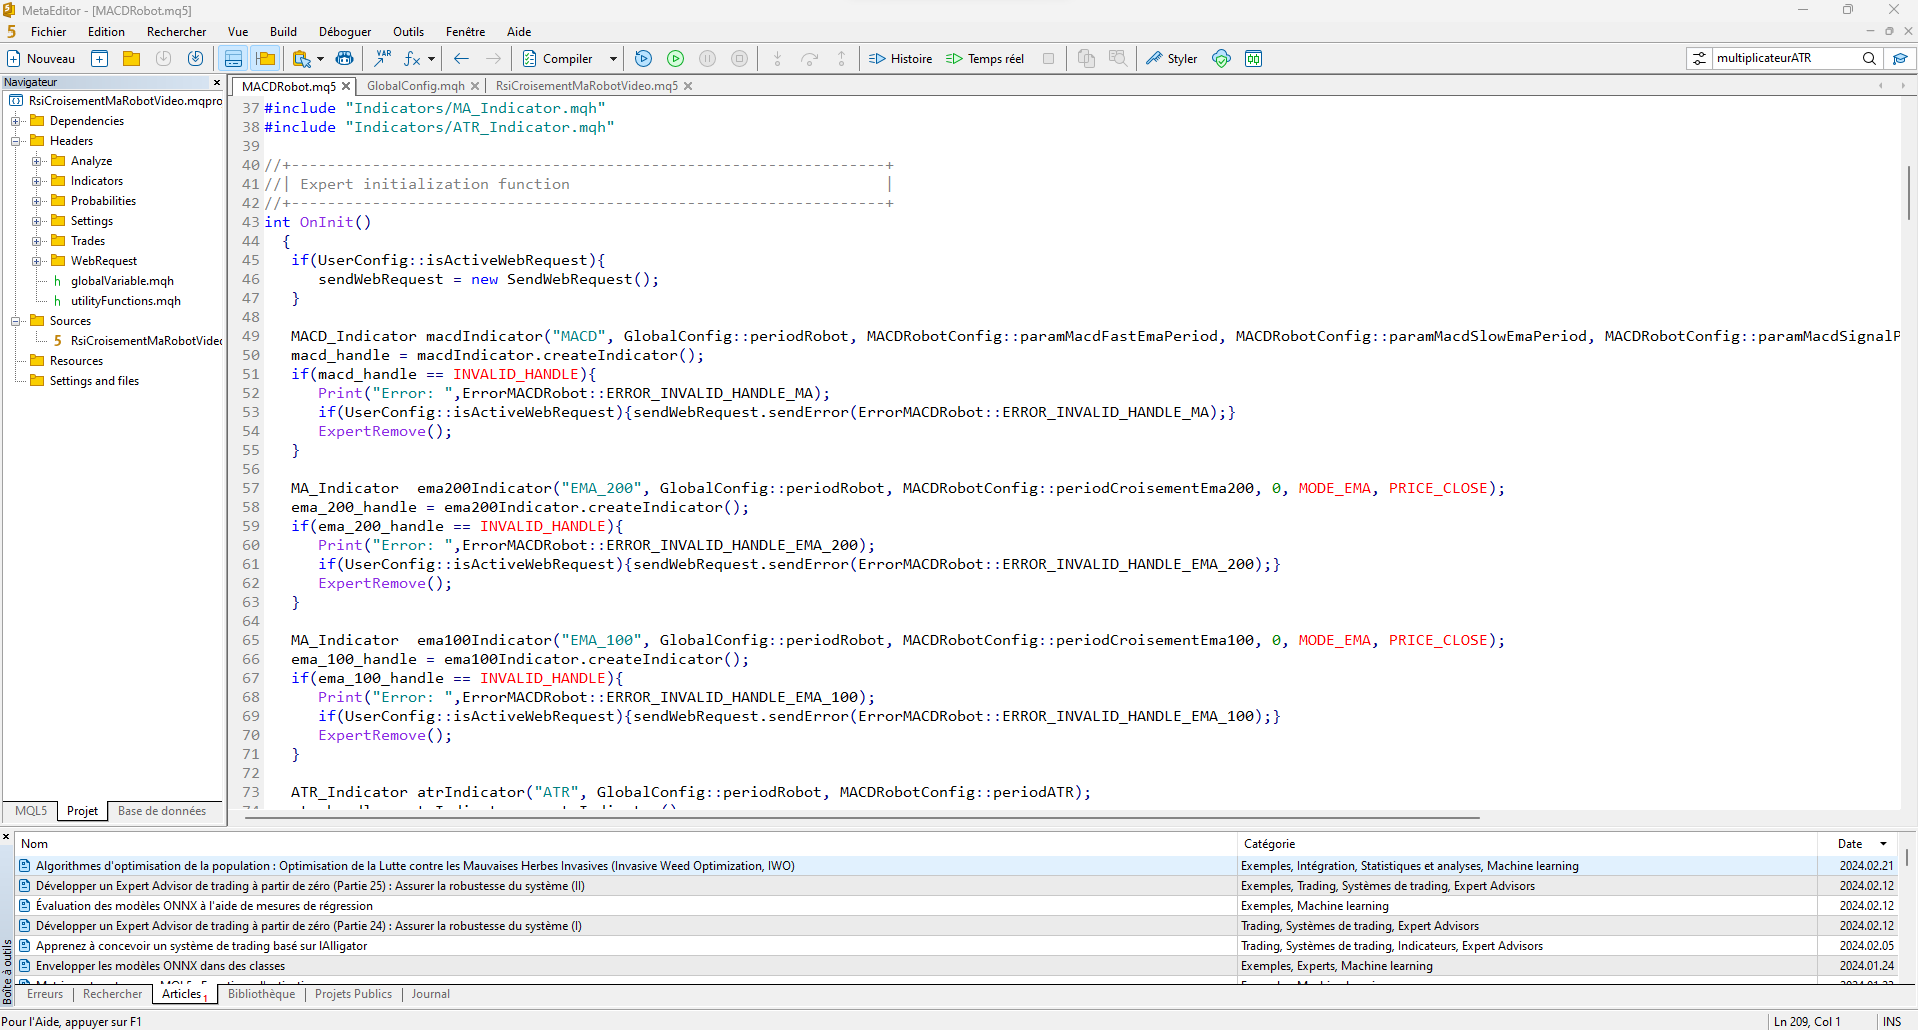 MetaEditor - [MACDRobot.mq5]
5 Fichier Edition Rechercher Vue Build Déboguer Outils Fenêtre Aide
Nouveau VAR Compiler Histoire Temps réel Styler multiplicateurATR
Navigateur
RsiCroisementMaRobotVideo.mqpro
Dependencies
Headers
Analyze
Indicators
Probabilities
Settings
Trades
WebRequest
h globalVariable.mqh
h utilityFunctions.mqh
Sources
5 RsiCroisementMaRobotVidec
Resources
Settings and files
MQL5 Projet Base de données
MACDRobot.mq5 GlobalConfig.mqh RsiCroisementMaRobotVideo.mq5
37 #include "Indicators/MA_Indicator.mqh"
38 #include "Indicators/ATR_Indicator.mqh"
39
40 //+------------------------------------------------------------------+
41 //| Expert initialization function                                   |
42 //+------------------------------------------------------------------+
43 int OnInit()
44   {
45    if(UserConfig::isActiveWebRequest){
46       sendWebRequest = new SendWebRequest();
47    }
48
49    MACD_Indicator macdIndicator("MACD", GlobalConfig::periodRobot, MACDRobotConfig::paramMacdFastEmaPeriod, MACDRobotConfig::paramMacdSlowEmaPeriod, MACDRobotConfig::paramMacdSignalP
50    macd_handle = macdIndicator.createIndicator();
51    if(macd_handle == INVALID_HANDLE){
52       Print("Error: ",ErrorMACDRobot::ERROR_INVALID_HANDLE_MA);
53       if(UserConfig::isActiveWebRequest){sendWebRequest.sendError(ErrorMACDRobot::ERROR_INVALID_HANDLE_MA);}
54       ExpertRemove();
55    }
56
57    MA_Indicator  ema200Indicator("EMA_200", GlobalConfig::periodRobot, MACDRobotConfig::periodCroisementEma200, 0, MODE_EMA, PRICE_CLOSE);
58    ema_200_handle = ema200Indicator.createIndicator();
59    if(ema_200_handle == INVALID_HANDLE){
60       Print("Error: ",ErrorMACDRobot::ERROR_INVALID_HANDLE_EMA_200);
61       if(UserConfig::isActiveWebRequest){sendWebRequest.sendError(ErrorMACDRobot::ERROR_INVALID_HANDLE_EMA_200);}
62       ExpertRemove();
63    }
64
65    MA_Indicator  ema100Indicator("EMA_100", GlobalConfig::periodRobot, MACDRobotConfig::periodCroisementEma100, 0, MODE_EMA, PRICE_CLOSE);
66    ema_100_handle = ema100Indicator.createIndicator();
67    if(ema_100_handle == INVALID_HANDLE){
68       Print("Error: ",ErrorMACDRobot::ERROR_INVALID_HANDLE_EMA_100);
69       if(UserConfig::isActiveWebRequest){sendWebRequest.sendError(ErrorMACDRobot::ERROR_INVALID_HANDLE_EMA_100);}
70       ExpertRemove();
71    }
72
73    ATR_Indicator atrIndicator("ATR", GlobalConfig::periodRobot, MACDRobotConfig::periodATR);
Nom Catégorie Date
Algorithmes d'optimisation de la population : Optimisation de la Lutte contre les Mauvaises Herbes Invasives (Invasive Weed Optimization, IWO) Exemples, Intégration, Statistiques et analyses, Machine learning 2024.02.21
Développer un Expert Advisor de trading à partir de zéro (Partie 25) : Assurer la robustesse du système (II) Exemples, Trading, Systèmes de trading, Expert Advisors 2024.02.12
Évaluation des modèles ONNX à l'aide de mesures de régression Exemples, Machine learning 2024.02.12
Développer un Expert Advisor de trading à partir de zéro (Partie 24) : Assurer la robustesse du système (I) Trading, Systèmes de trading, Expert Advisors 2024.02.12
Apprenez à concevoir un système de trading basé sur lAlligator Trading, Systèmes de trading, Indicateurs, Expert Advisors 2024.02.05
Envelopper les modèles ONNX dans des classes Exemples, Experts, Machine learning 2024.01.24
Boîte à outils
Erreurs Rechercher Articles 1 Bibliothèque Projets Publics Journal
Pour l'Aide, appuyer sur F1 Ln 209, Col 1 INS